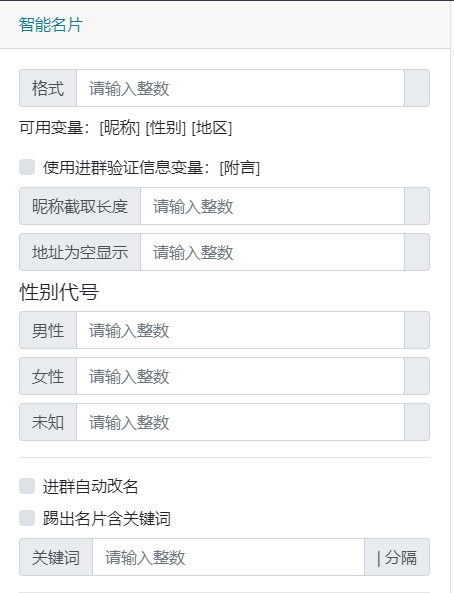 智能名片
格式 请输入整数
可用变量：[昵称] [性别] [地区]
使用进群验证信息变量：[附言]
昵称截取长度 请输入整数
地址为空显示 请输入整数
性别代号
男性 请输入整数
女性 请输入整数
未知 请输入整数
进群自动改名
踢出名片含关键词
关键词 请输入整数 | 分隔